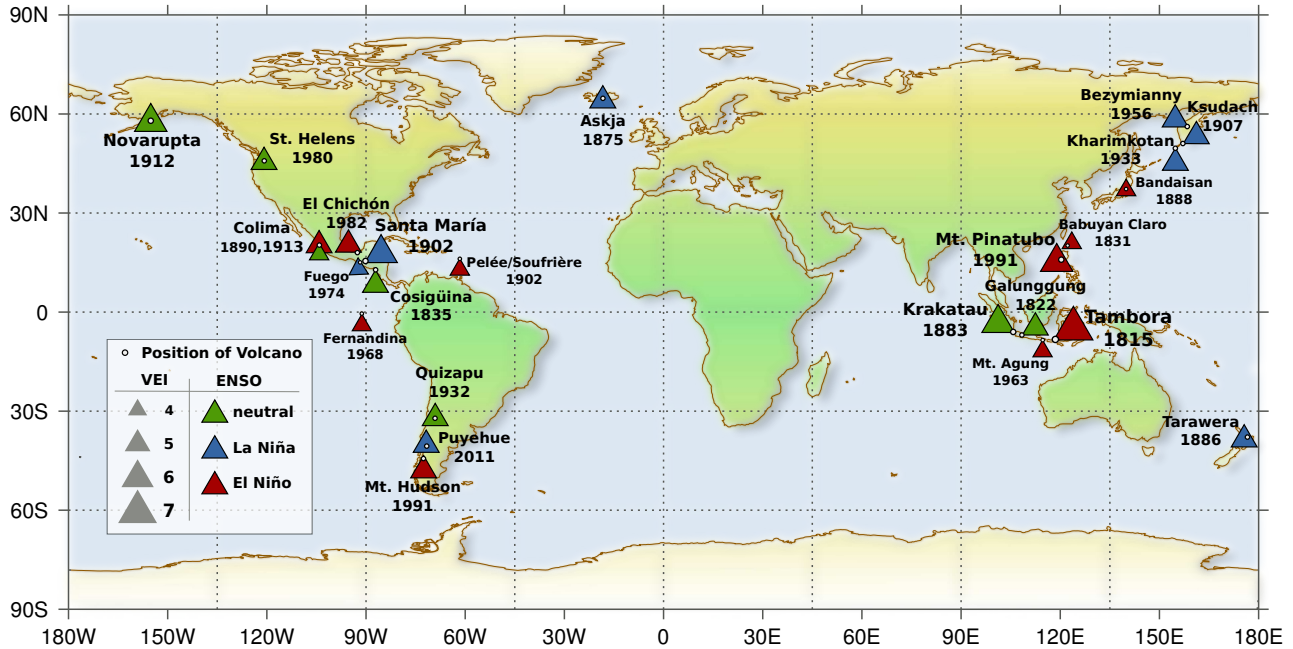 90N
60N
30N
0
30S
60S
90S
180W 150W 120W 90W 60W 30W 0 30E 60E 90E 120E 150E 180E
Novarupta
1912
St. Helens
1980
Askja
1875
Bezymianny
1956
Ksudach
1907
Kharimkotan
1933
Bandaisan
1888
El Chichón
1982
Colima
1890,1913
Santa María
1902
Fuego
1974
Pelée/Soufrière
1902
Cosigüina
1835
Fernandina
1968
Babuyan Claro
1831
Mt. Pinatubo
1991
Galunggung
1822
Krakatau
1883
Tambora
1815
Mt. Agung
1963
Quizapu
1932
Puyehue
2011
Mt. Hudson
1991
Tarawera
1886
Position of Volcano
VEI ENSO
4 neutral
5 La Niña
6 El Niño
7